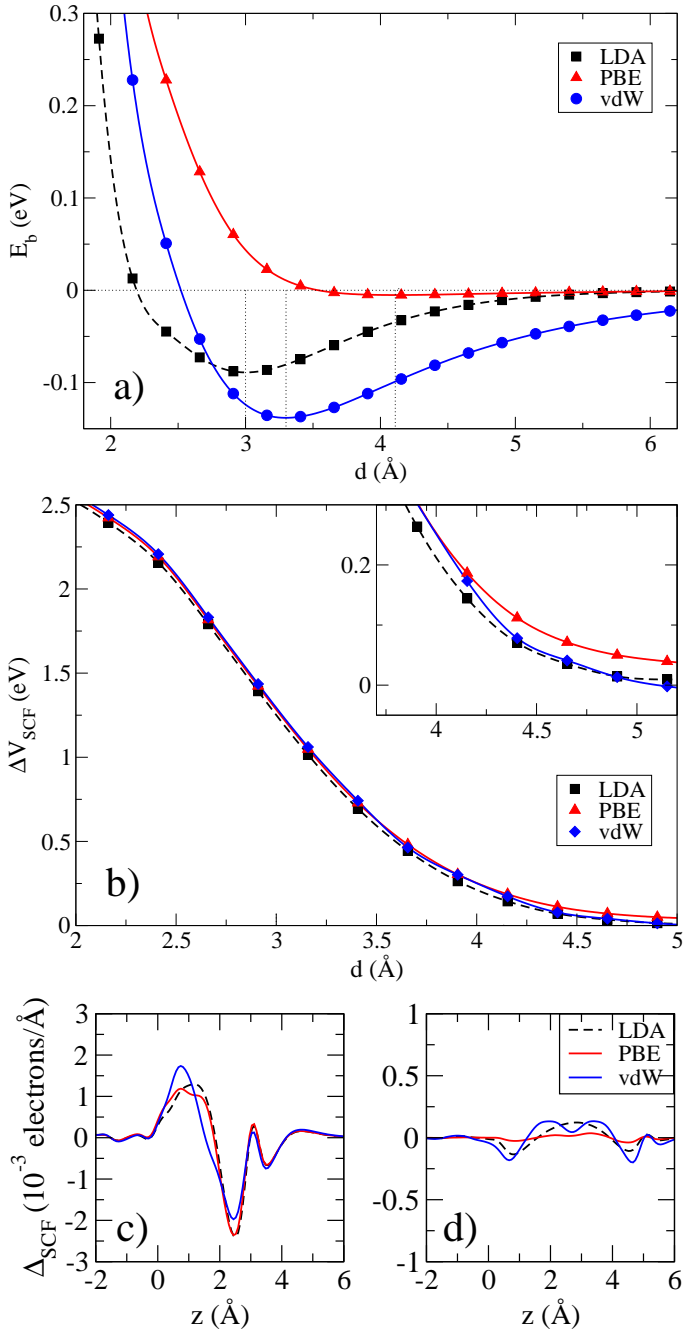 0.3
0.2
0.1
0
-0.1
E_b (eV)
LDA
PBE
vdW
a)
2 3 4 5 6
d (Å)
2.5
2
1.5
1
0.5
0
ΔV_SCF (eV)
0.2
0
4 4.5 5
LDA
PBE
vdW
b)
2 2.5 3 3.5 4 4.5 5
d (Å)
3
2
1
0
-1
-2
-3
Δ_SCF (10^-3 electrons/Å)
c)
-2 0 2 4 6
z (Å)
1
0.5
0
-0.5
-1
LDA
PBE
vdW
d)
-2 0 2 4 6
z (Å)